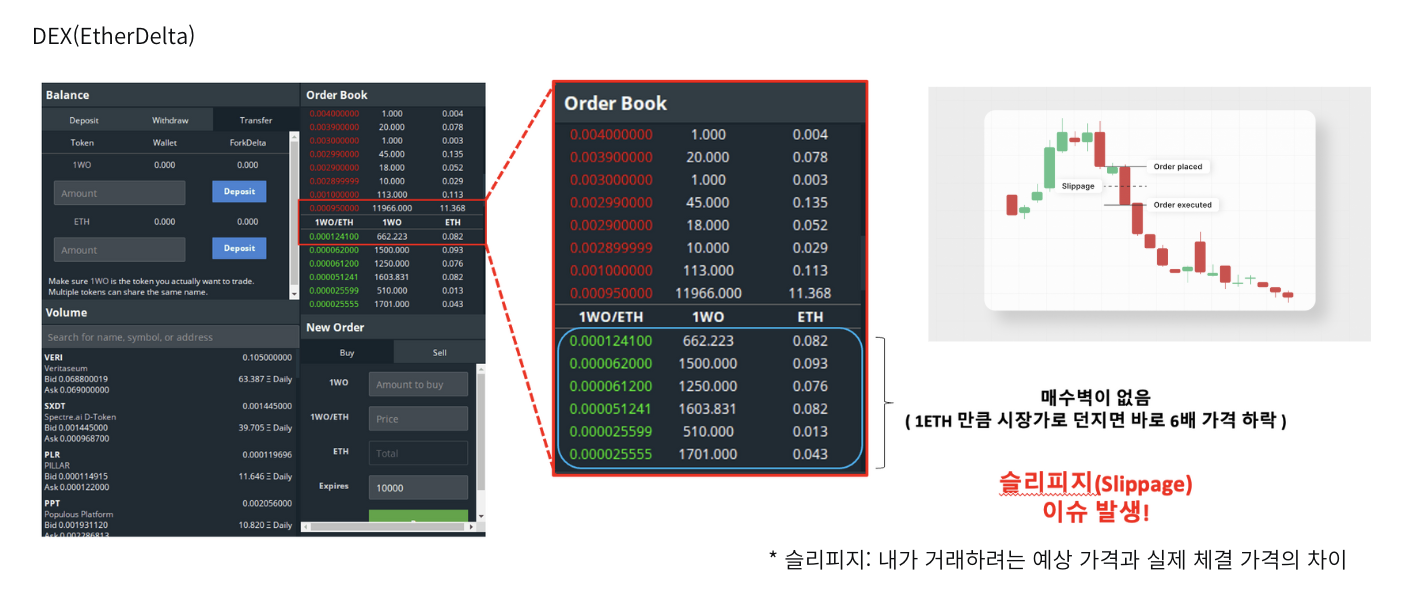 DEX(EtherDelta)
Balance
Deposit Withdraw Transfer
Token Wallet ForkDelta
1WO 0.000 0.000
Amount Deposit
ETH 0.000 0.000
Amount Deposit
Make sure 1WO is the token you actually want to trade.
Multiple tokens can share the same name.
Volume
Search for name, symbol, or address
VERI 0.105000000
Veritaseum
Bid 0.068800019 63.387 Ξ Daily
Ask 0.069000000
SXDT 0.001445000
Spectre.ai D-Token
Bid 0.001445000 39.705 Ξ Daily
Ask 0.000968700
PLR 0.000119696
PILLAR
Bid 0.000114915 11.646 Ξ Daily
Ask 0.000122000
PPT 0.002056000
Populous Platform
Bid 0.001931120 10.820 Ξ Daily
Ask 0.002286813
Order Book
0.004000000 1.000 0.004
0.003900000 20.000 0.078
0.003000000 1.000 0.003
0.002990000 45.000 0.135
0.002900000 18.000 0.052
0.002899999 10.000 0.029
0.001000000 113.000 0.113
0.000950000 11966.000 11.368
1WO/ETH 1WO ETH
0.000124100 662.223 0.082
0.000062000 1500.000 0.093
0.000061200 1250.000 0.076
0.000051241 1603.831 0.082
0.000025599 510.000 0.013
0.000025555 1701.000 0.043
New Order
Buy Sell
1WO Amount to buy
1WO/ETH Price
ETH Total
Expires 10000
Order Book
0.004000000 1.000 0.004
0.003900000 20.000 0.078
0.003000000 1.000 0.003
0.002990000 45.000 0.135
0.002900000 18.000 0.052
0.002899999 10.000 0.029
0.001000000 113.000 0.113
0.000950000 11966.000 11.368
1WO/ETH 1WO ETH
0.000124100 662.223 0.082
0.000062000 1500.000 0.093
0.000061200 1250.000 0.076
0.000051241 1603.831 0.082
0.000025599 510.000 0.013
0.000025555 1701.000 0.043
Order placed
Slippage
Order executed
매수벽이 없음
( 1ETH 만큼 시장가로 던지면 바로 6배 가격 하락 )
슬리피지(Slippage)
이슈 발생!
* 슬리피지: 내가 거래하려는 예상 가격과 실제 체결 가격의 차이